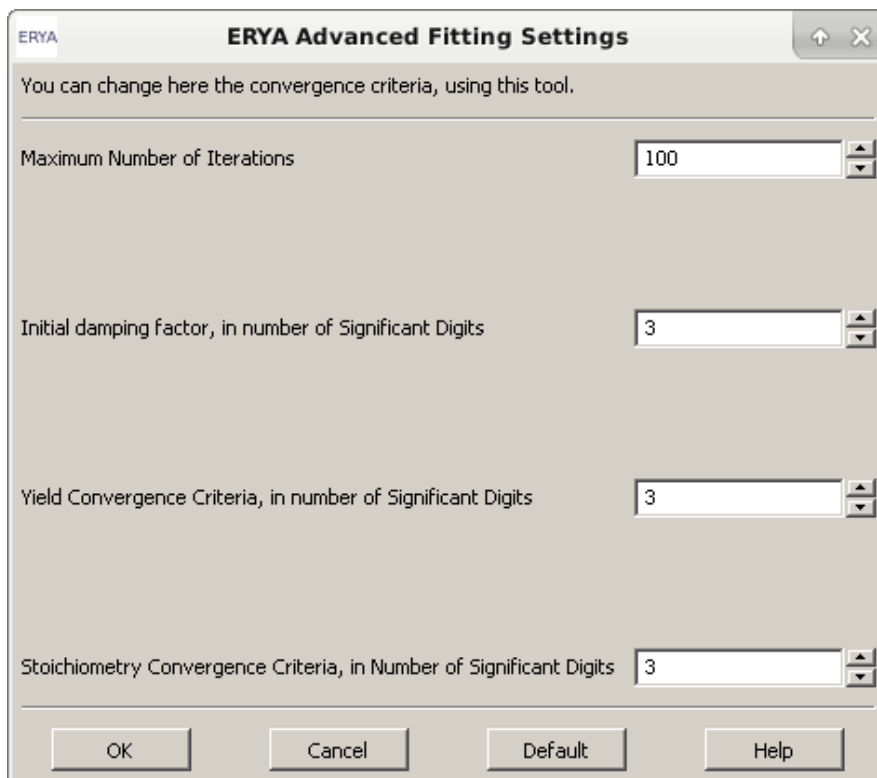 ERYA
ERYA Advanced Fitting Settings
You can change here the convergence criteria, using this tool.
Maximum Number of Iterations
100
Initial damping factor, in number of Significant Digits
3
Yield Convergence Criteria, in number of Significant Digits
3
Stoichiometry Convergence Criteria, in Number of Significant Digits
3
OK
Cancel
Default
Help